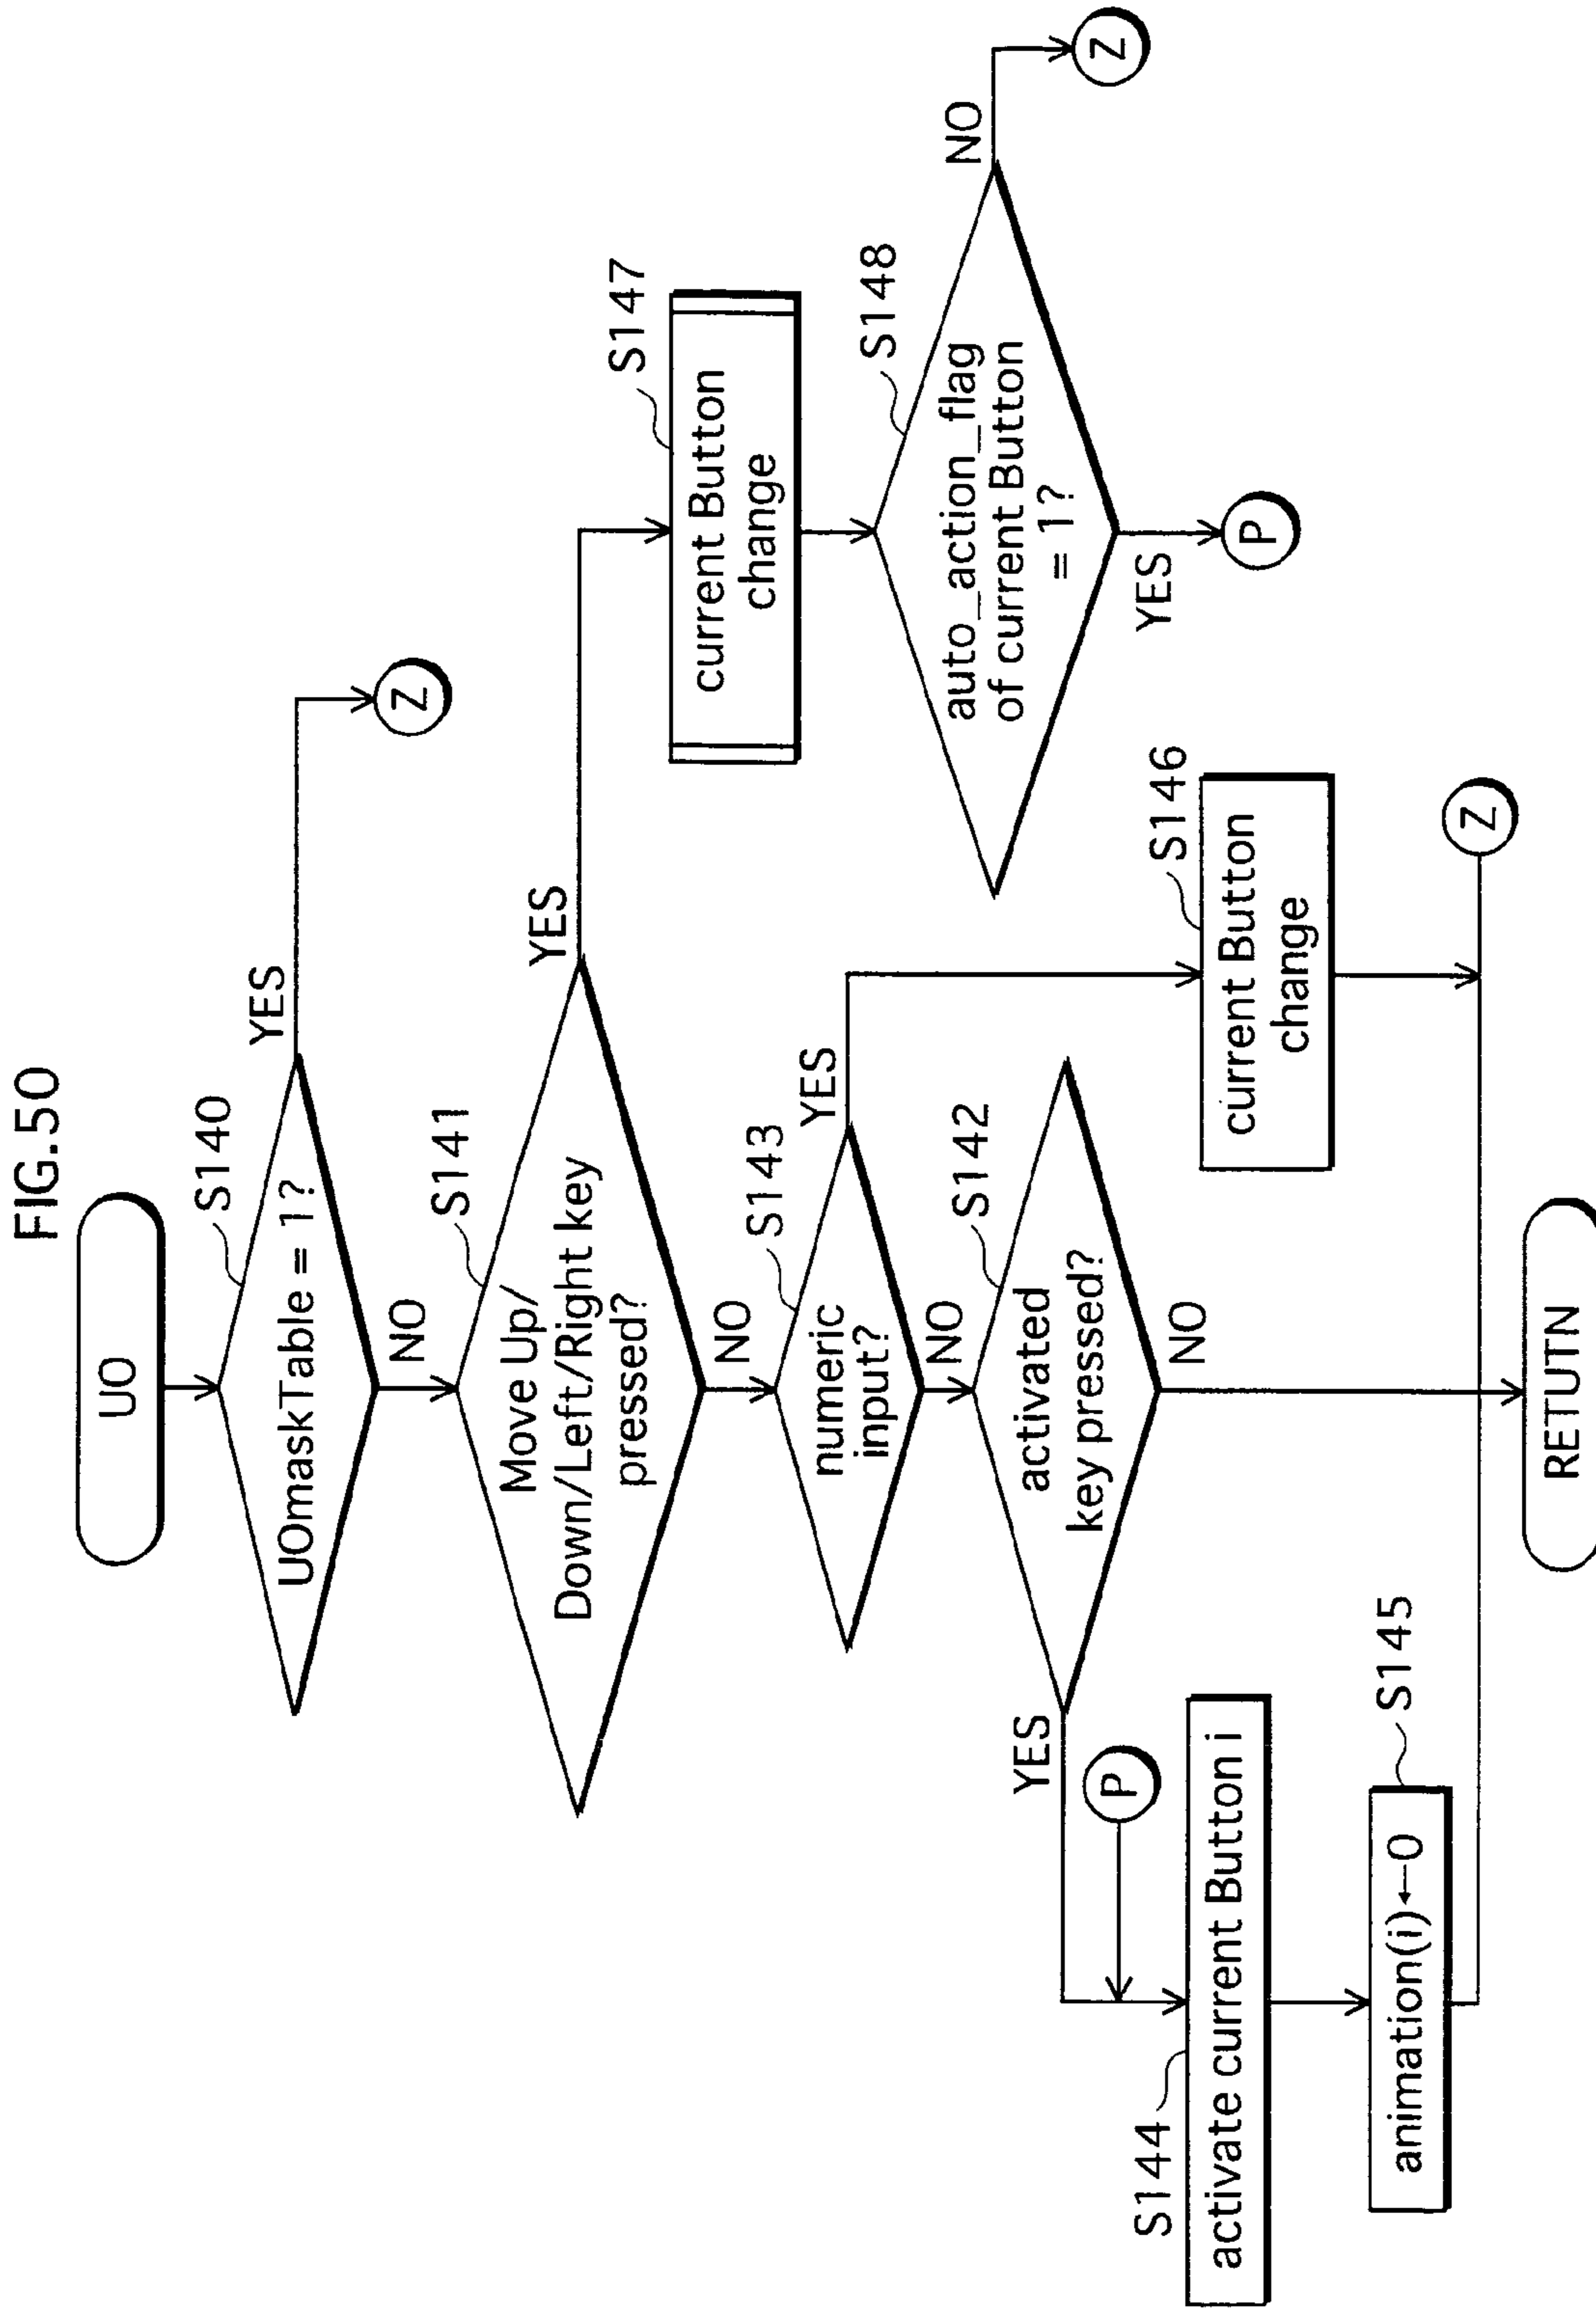 FIG.50
UO
S140
UOmaskTable = 1?
YES
Z
NO
S141
Move Up/
Down/Left/Right key
pressed?
YES
NO
S147
current Button
change
S148
auto_action_flag
of current Button
= 1?
NO
Z
YES
P
S143
numeric
input?
YES
NO
S142
activated
key pressed?
YES
NO
P
S146
current Button
change
S144
activate current Button i
S145
animation(i)←0
Z
RETUTN